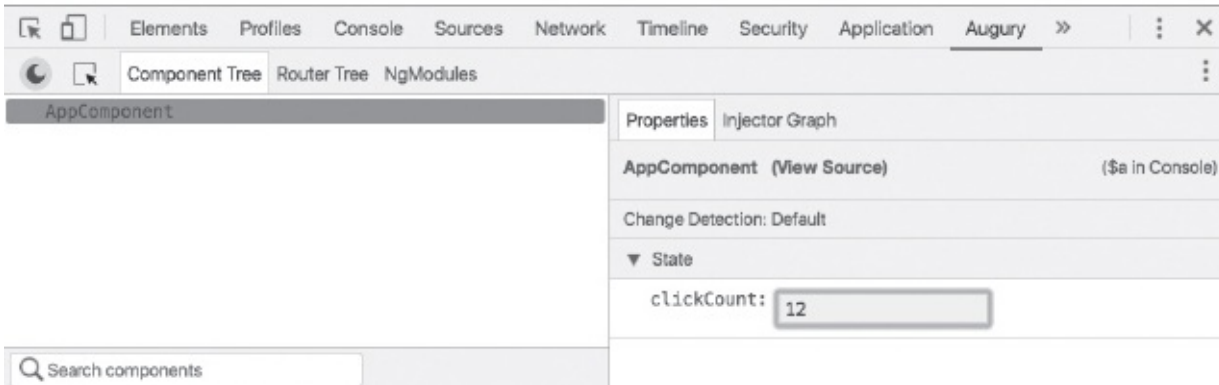 Elements Profiles Console Sources Network Timeline Security Application Augury »
Component Tree Router Tree NgModules
AppComponent
Properties Injector Graph
AppComponent (View Source) ($a in Console)
Change Detection: Default
▼ State
clickCount: 12
Search components